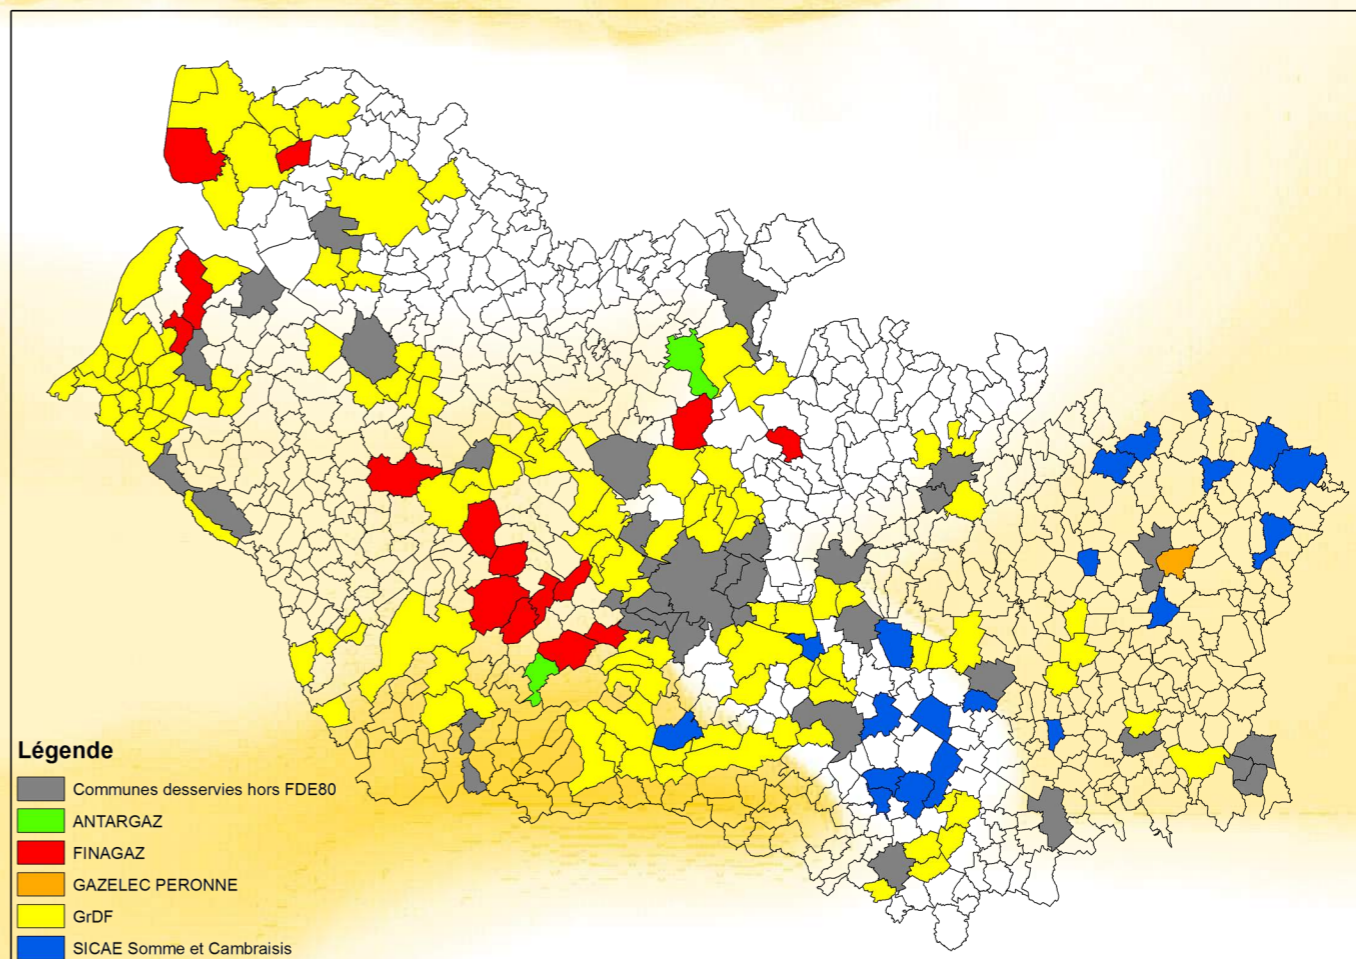 Légende
Communes desservies hors FDE80
ANTARGAZ
FINAGAZ
GAZELEC PERONNE
GrDF
SICAE Somme et Cambraisis